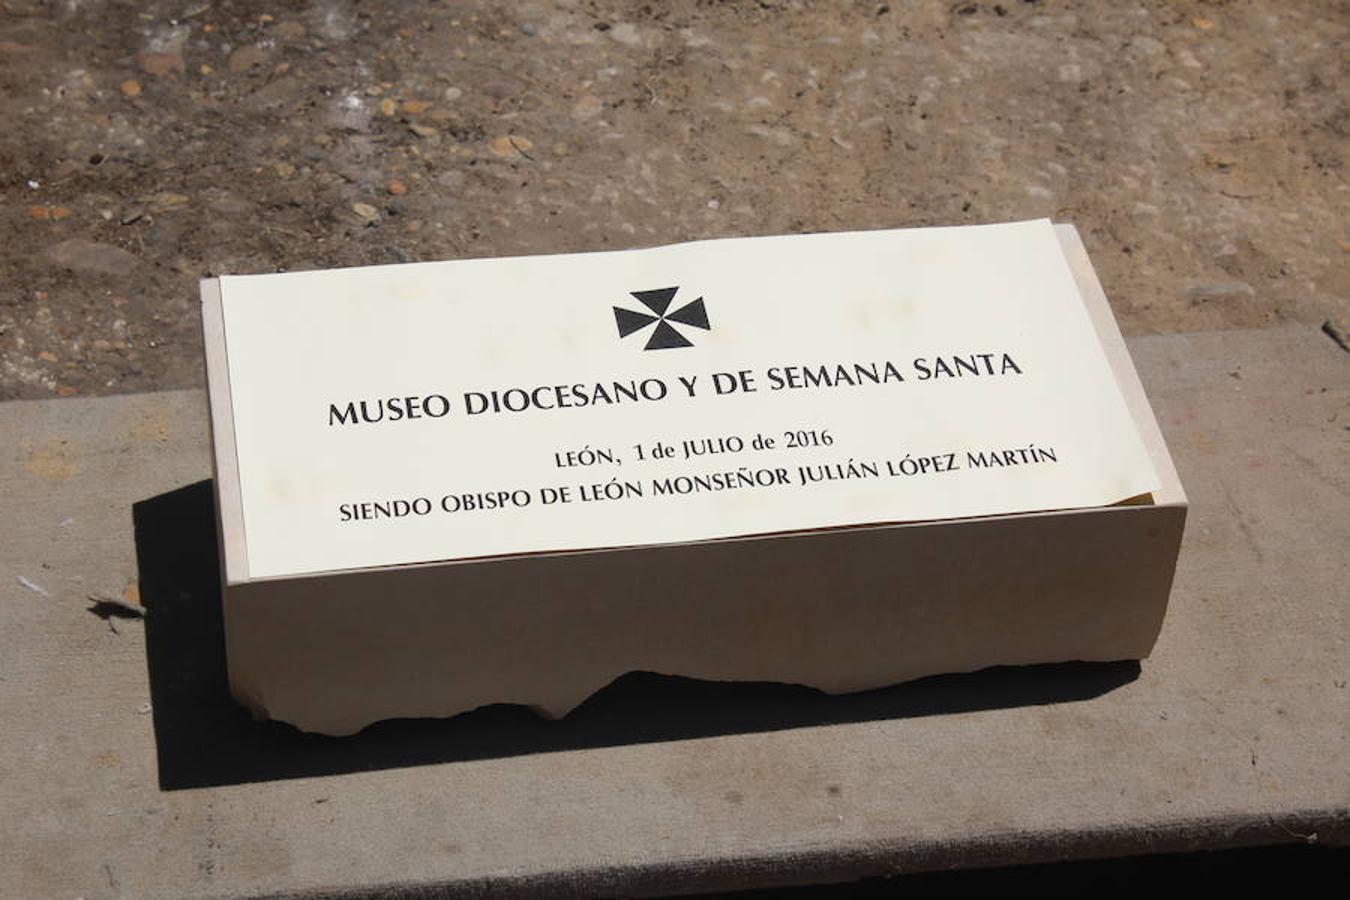 MUSEO DIOCESANO Y DE SEMANA SANTA
LEÓN, 1 de JULIO de 2016
SIENDO OBISPO DE LEÓN MONSEÑOR JULIÁN LÓPEZ MARTÍN